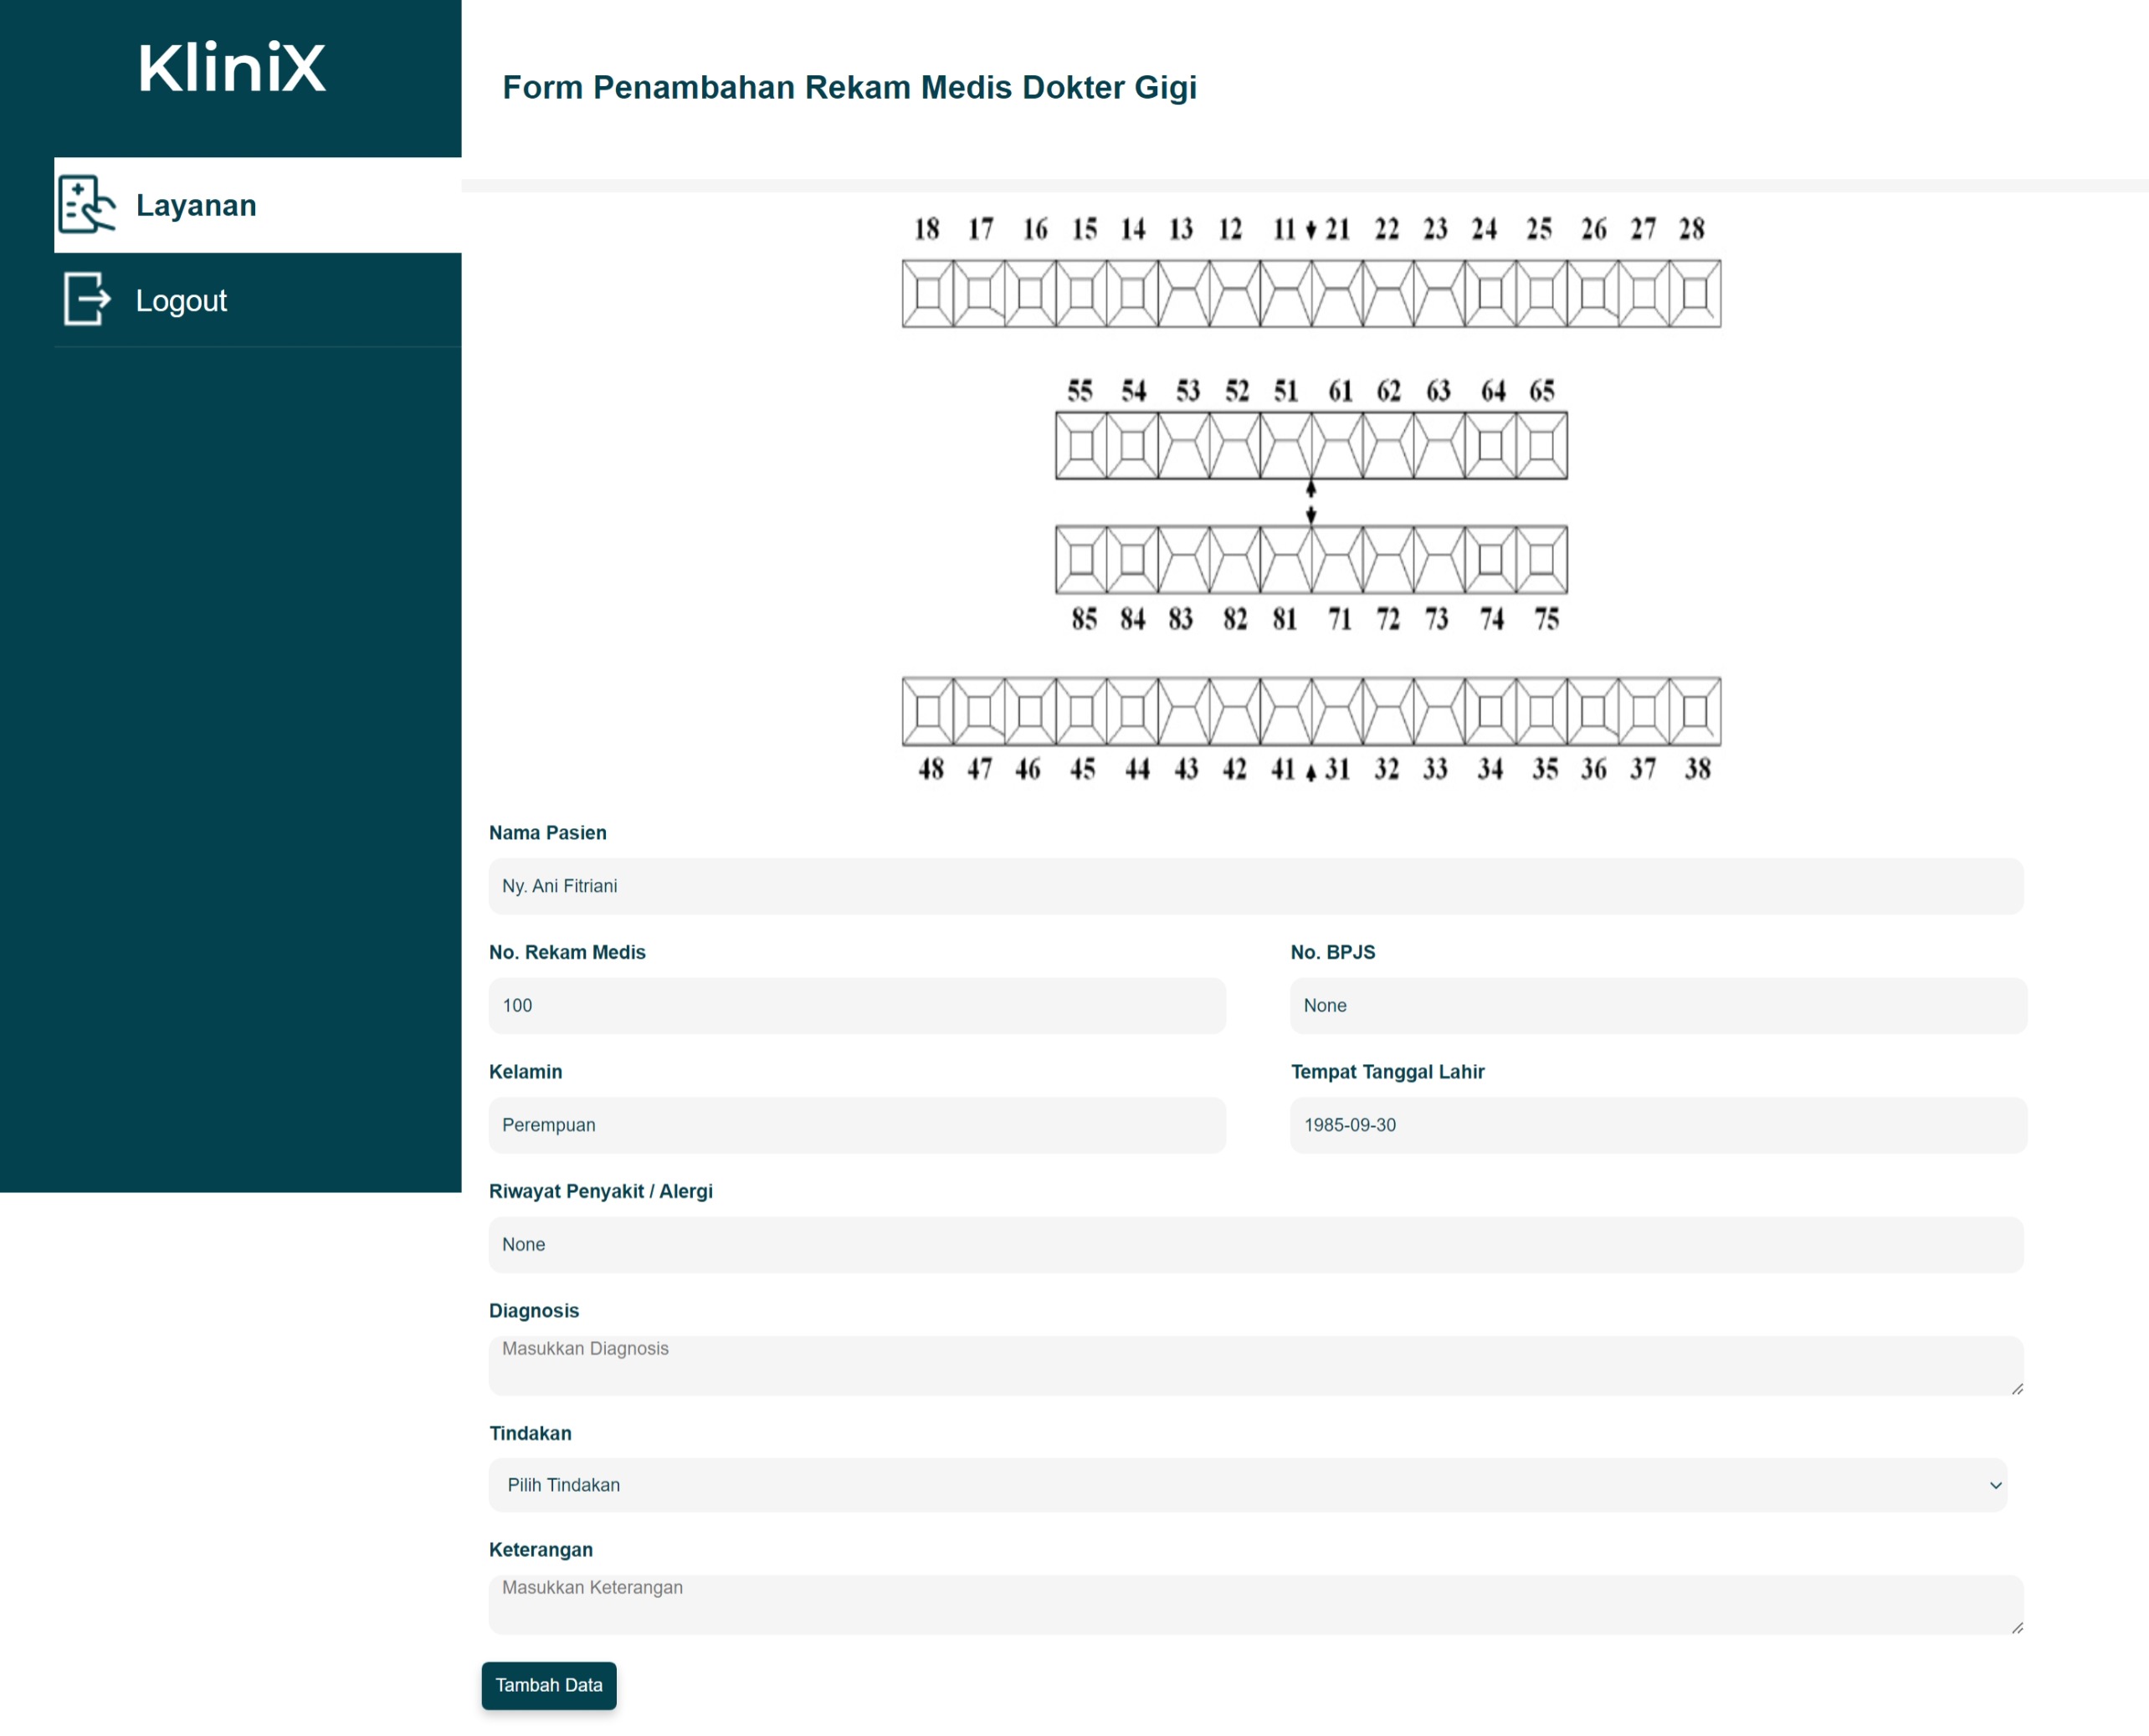 KliniX
Layanan
Logout
Form Penambahan Rekam Medis Dokter Gigi
18 17 16 15 14 13 12 11 21 22 23 24 25 26 27 28
55 54 53 52 51 61 62 63 64 65
85 84 83 82 81 71 72 73 74 75
48 47 46 45 44 43 42 41 31 32 33 34 35 36 37 38
Nama Pasien
Ny. Ani Fitriani
No. Rekam Medis
100
No. BPJS
None
Kelamin
Perempuan
Tempat Tanggal Lahir
1985-09-30
Riwayat Penyakit / Alergi
None
Diagnosis
Masukkan Diagnosis
Tindakan
Pilih Tindakan
Keterangan
Masukkan Keterangan
Tambah Data